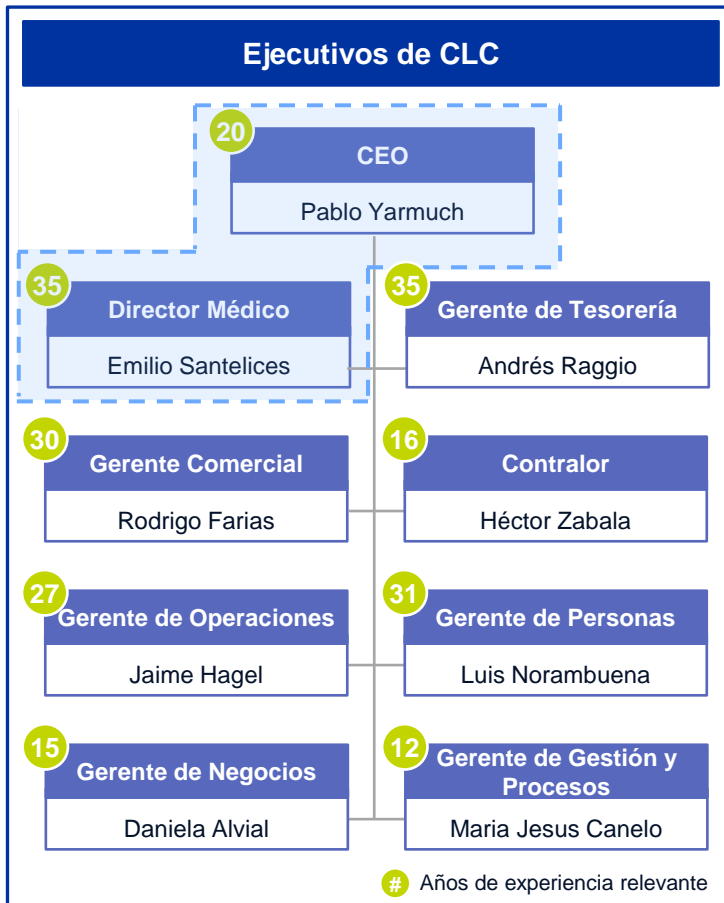 Ejecutivos de CLC
20
CEO
Pablo Yarmuch
35
Director Médico
Emilio Santelices
35
Gerente de Tesorería
Andrés Raggio
30
Gerente Comercial
Rodrigo Farias
16
Contralor
Héctor Zabala
27
Gerente de Operaciones
Jaime Hagel
31
Gerente de Personas
Luis Norambuena
15
Gerente de Negocios
Daniela Alvial
12
Gerente de Gestión y
Procesos
Maria Jesus Canelo
# Años de experiencia relevante